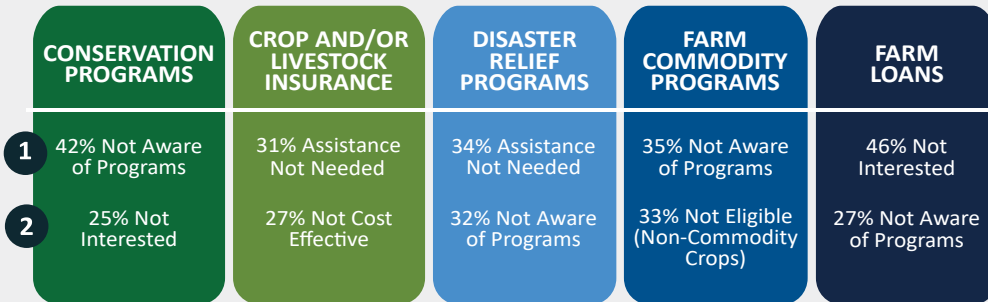 CONSERVATION
PROGRAMS
CROP AND/OR
LIVESTOCK
INSURANCE
DISASTER
RELIEF
PROGRAMS
FARM
COMMODITY
PROGRAMS
FARM
LOANS
1
42% Not Aware
of Programs
31% Assistance
Not Needed
34% Assistance
Not Needed
35% Not Aware
of Programs
46% Not
Interested
2
25% Not
Interested
27% Not Cost
Effective
32% Not Aware
of Programs
33% Not Eligible
(Non-Commodity
Crops)
27% Not Aware
of Programs